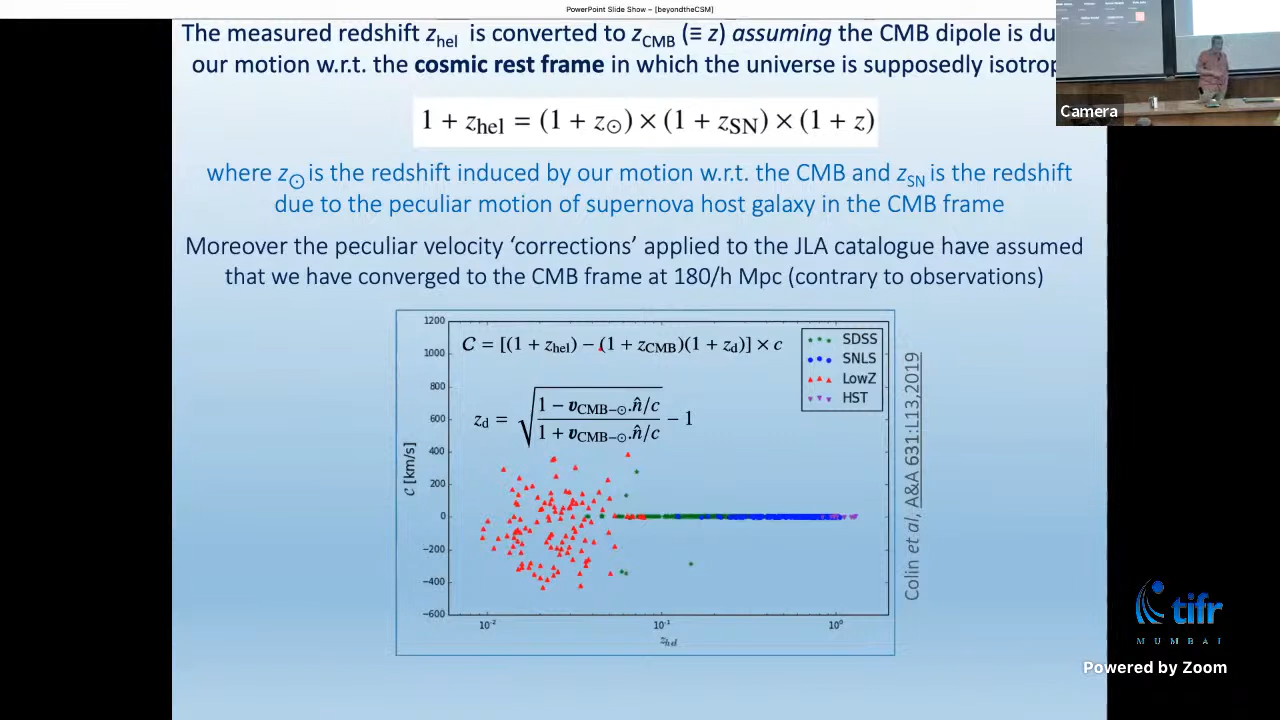 PowerPoint Slide Show – [beyondtheCSM]
The measured redshift z_hel is converted to z_CMB (≡ z) assuming the CMB dipole is du
our motion w.r.t. the cosmic rest frame in which the universe is supposedly isotrop
Camera
1 + z_hel = (1 + z_⊙) × (1 + z_SN) × (1 + z)
where z_⊙ is the redshift induced by our motion w.r.t. the CMB and z_SN is the redshift
due to the peculiar motion of supernova host galaxy in the CMB frame
Moreover the peculiar velocity ‘corrections’ applied to the JLA catalogue have assumed
that we have converged to the CMB frame at 180/h Mpc (contrary to observations)
C = [(1 + z_hel) − (1 + z_CMB)(1 + z_d)] × c
z_d = √((1 − v_CMB−⊙.n̂/c)/(1 + v_CMB−⊙.n̂/c)) − 1
SDSS
SNLS
LowZ
HST
1200
1000
800
600
400
200
0
−200
−400
−600
C [km/s]
10⁻²
10⁻¹
10⁰
z_hel
Colin et al, A&A 631:L13,2019
tifr
MUMBAI
Powered by Zoom